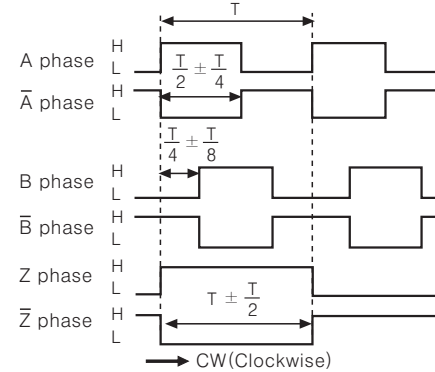 T
A phase H
L
T/2 ± T/4
A̅ phase H
L
T/4 ± T/8
B phase H
L
B̅ phase H
L
Z phase H
L
T ± T/2
Z̅ phase H
L
CW(Clockwise)